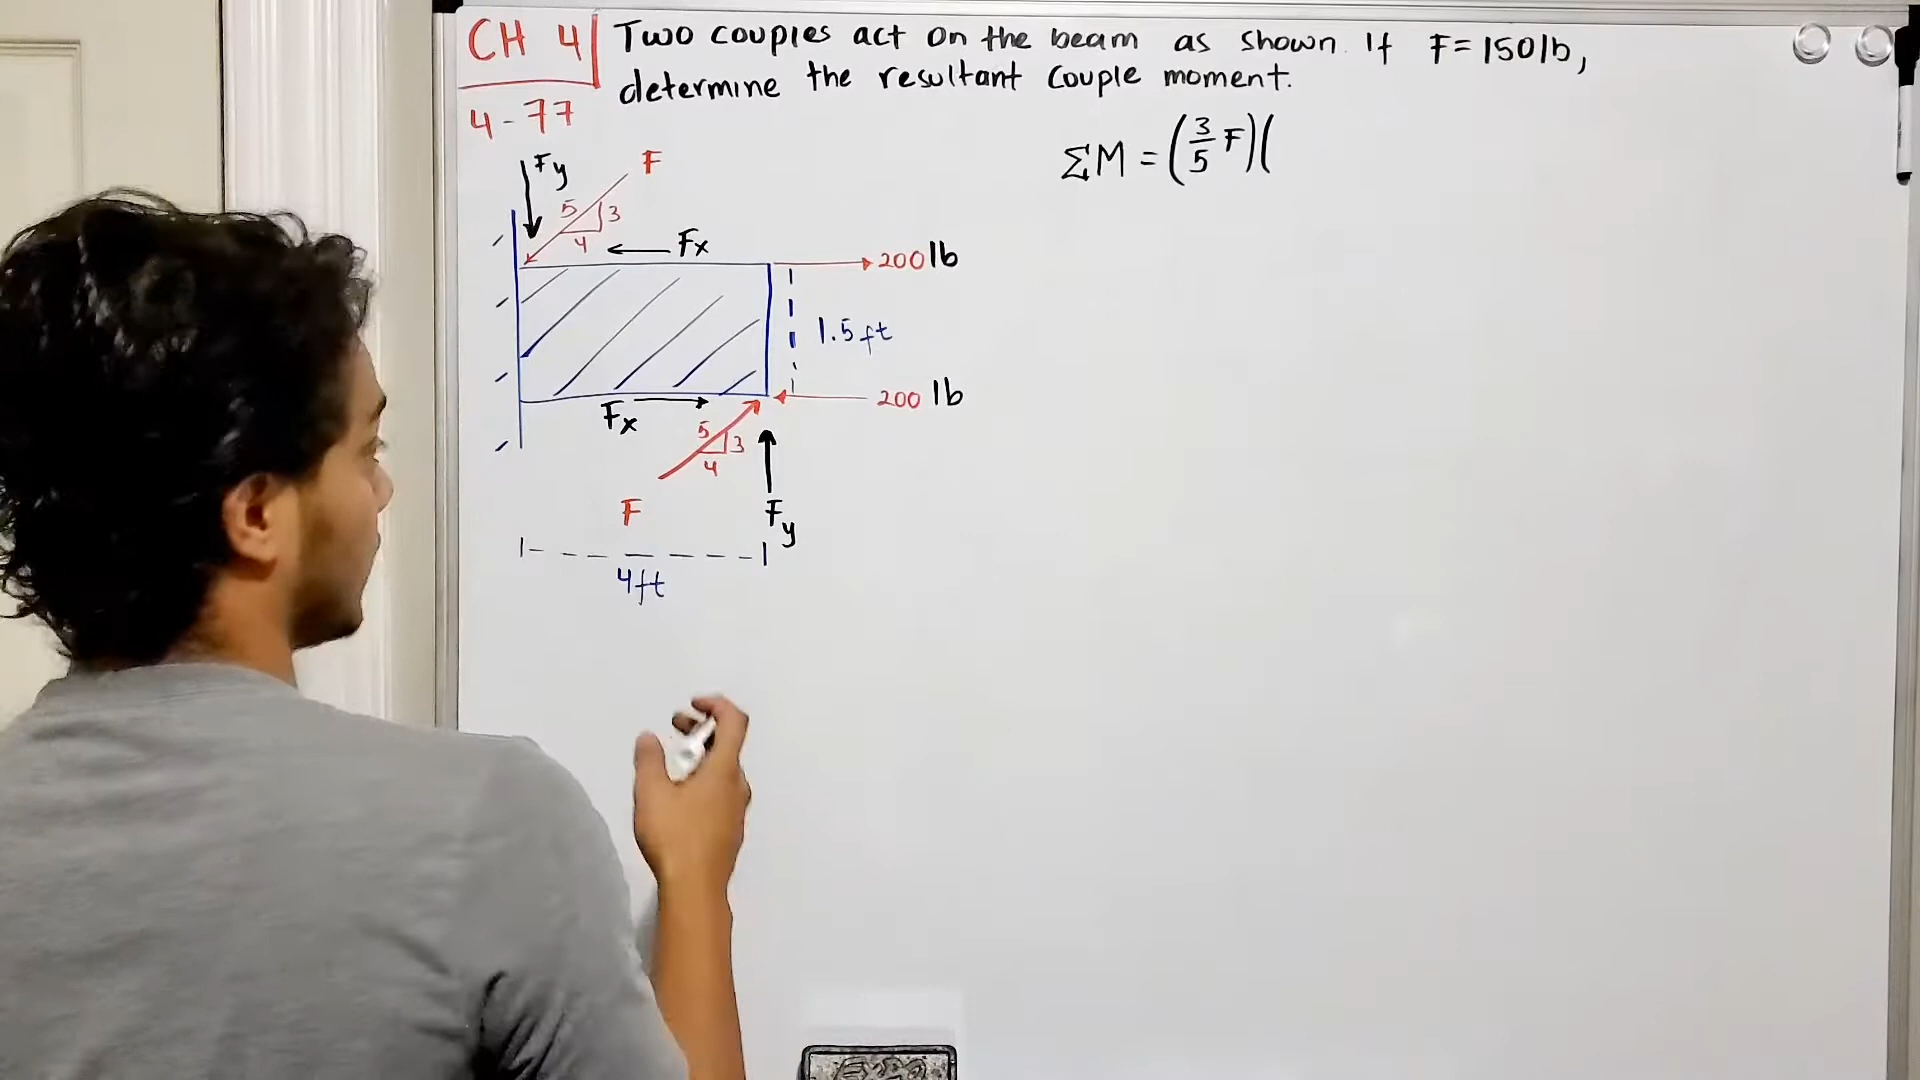 CH 4
4-77
Two couples act on the beam as shown. If F=150lb,
determine the resultant couple moment.
ΣM = (3/5 F)(
Fy
F
5
3
4
Fx
200 lb
1.5ft
200 lb
Fx
5
3
4
F
Fy
4ft